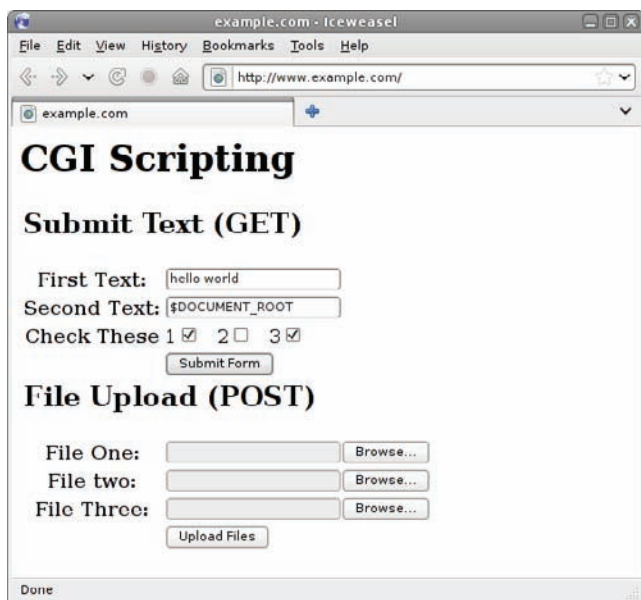 example.com - Iceweasel
File Edit View History Bookmarks Tools Help
http://www.example.com/
example.com
CGI Scripting
Submit Text (GET)
First Text: hello world
Second Text: $DOCUMENT_ROOT
Check These 1 2 3
Submit Form
File Upload (POST)
File One: Browse...
File two: Browse...
File Three: Browse...
Upload Files
Done